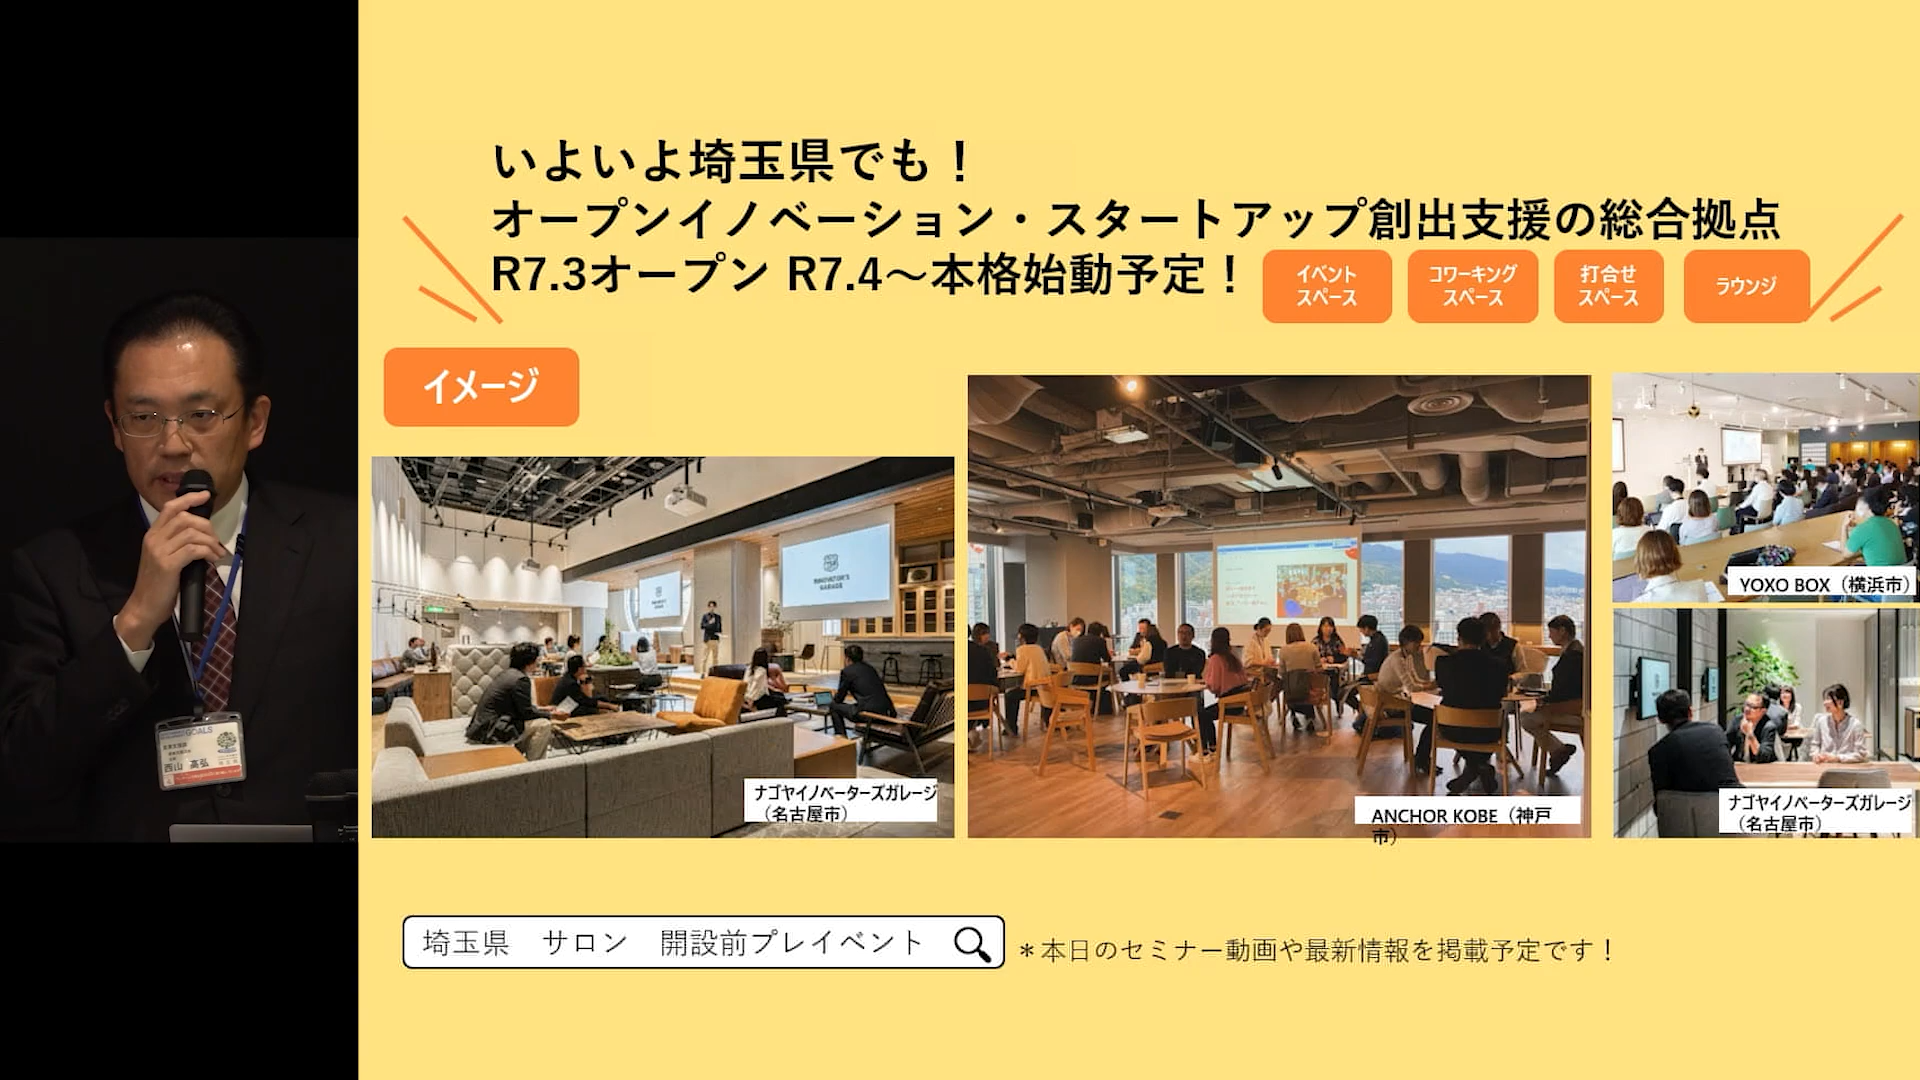 いよいよ埼玉県でも！
オープンイノベーション・スタートアップ創出支援の総合拠点
R7.3オープン R7.4～本格始動予定！
イベント
スペース
コワーキング
スペース
打合せ
スペース
ラウンジ
イメージ
INNOVATOR'S
GARAGE
ナゴヤイノベーターズガレージ
（名古屋市）
ANCHOR KOBE（神戸
市）
YOXO BOX（横浜市）
ナゴヤイノベーターズガレージ
（名古屋市）
GOALS
西山 高弘
埼玉県　サロン　開設前プレイベント
＊本日のセミナー動画や最新情報を掲載予定です！